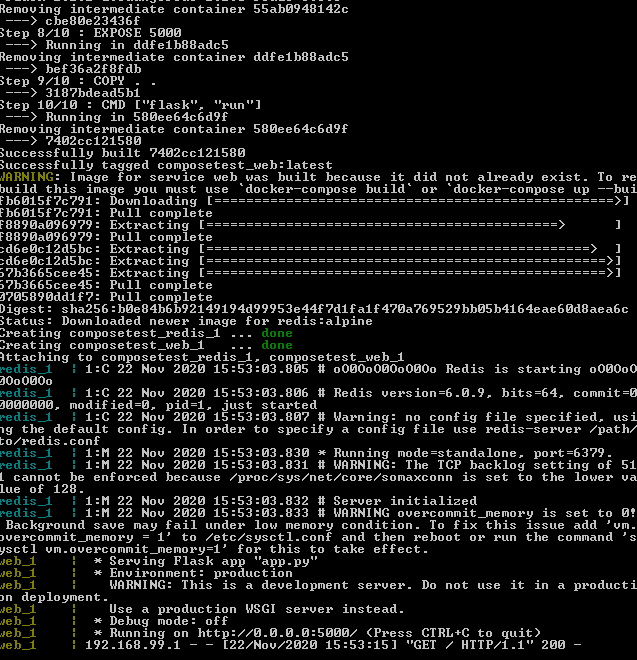 Removing intermediate container 55ab0948142c
 ---> cbe80e23436f
Step 8/10 : EXPOSE 5000
 ---> Running in ddfe1b88adc5
Removing intermediate container ddfe1b88adc5
 ---> bef36a2f8fdb
Step 9/10 : COPY . .
 ---> 3187bdead5b1
Step 10/10 : CMD ["flask", "run"]
 ---> Running in 580ee64c6d9f
Removing intermediate container 580ee64c6d9f
 ---> 7402cc121580
Successfully built 7402cc121580
Successfully tagged composetest_web:latest
WARNING: Image for service web was built because it did not already exist. To re
build this image you must use `docker-compose build` or `docker-compose up --bui
fb6015f7c791: Downloading [==================================================>]
fb6015f7c791: Pull complete
f8890a096979: Extracting [============================================>      ]
f8890a096979: Pull complete
cd6e0c12d5bc: Extracting [================================================>  ]
cd6e0c12d5bc: Extracting [==================================================>]
67b3665cee45: Extracting [==================================================>]
67b3665cee45: Pull complete
0705890dd1f7: Pull complete
Digest: sha256:b0e84b6b92149194d99953e44f7d1fa1f470a769529bb05b4164eae60d8aea6c
Status: Downloaded newer image for redis:alpine
Creating composetest_redis_1 ... done
Creating composetest_web_1   ... done
Attaching to composetest_redis_1, composetest_web_1
redis_1  | 1:C 22 Nov 2020 15:53:03.805 # oO0OoO0OoO0Oo Redis is starting oO0OoO
0OoO0Oo
redis_1  | 1:C 22 Nov 2020 15:53:03.806 # Redis version=6.0.9, bits=64, commit=0
0000000, modified=0, pid=1, just started
redis_1  | 1:C 22 Nov 2020 15:53:03.807 # Warning: no config file specified, usi
ng the default config. In order to specify a config file use redis-server /path/
to/redis.conf
redis_1  | 1:M 22 Nov 2020 15:53:03.830 * Running mode=standalone, port=6379.
redis_1  | 1:M 22 Nov 2020 15:53:03.831 # WARNING: The TCP backlog setting of 51
1 cannot be enforced because /proc/sys/net/core/somaxconn is set to the lower va
lue of 128.
redis_1  | 1:M 22 Nov 2020 15:53:03.832 # Server initialized
redis_1  | 1:M 22 Nov 2020 15:53:03.833 # WARNING overcommit_memory is set to 0!
 Background save may fail under low memory condition. To fix this issue add 'vm.
overcommit_memory = 1' to /etc/sysctl.conf and then reboot or run the command 's
ysctl vm.overcommit_memory=1' for this to take effect.
web_1    |  * Serving Flask app "app.py"
web_1    |  * Environment: production
web_1    |    WARNING: This is a development server. Do not use it in a producti
on deployment.
web_1    |    Use a production WSGI server instead.
web_1    |  * Debug mode: off
web_1    |  * Running on http://0.0.0.0:5000/ (Press CTRL+C to quit)
web_1    | 192.168.99.1 - - [22/Nov/2020 15:53:15] "GET / HTTP/1.1" 200 -